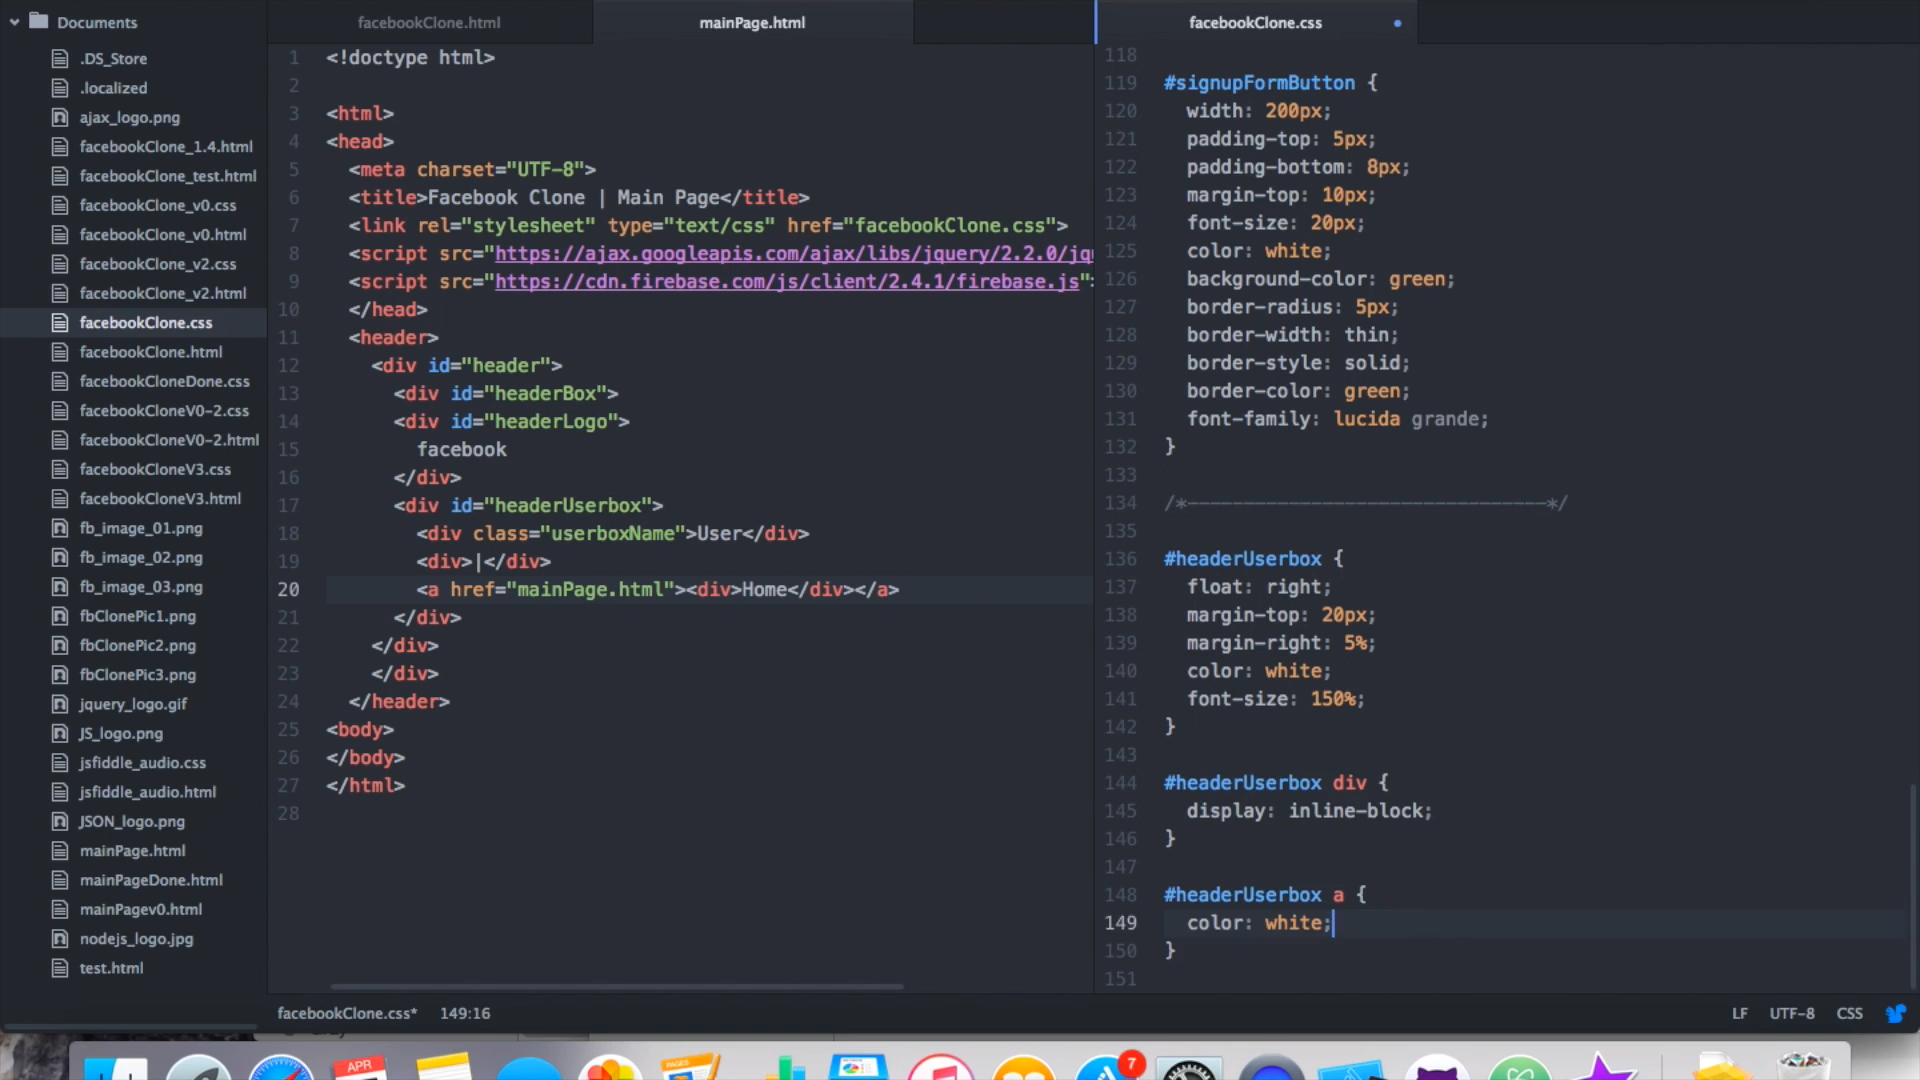 Documents
.DS_Store
.localized
ajax_logo.png
facebookClone_1.4.html
facebookClone_test.html
facebookClone_v0.css
facebookClone_v0.html
facebookClone_v2.css
facebookClone_v2.html
facebookClone.css
facebookClone.html
facebookCloneDone.css
facebookCloneV0-2.css
facebookCloneV0-2.html
facebookCloneV3.css
facebookCloneV3.html
fb_image_01.png
fb_image_02.png
fb_image_03.png
fbClonePic1.png
fbClonePic2.png
fbClonePic3.png
jquery_logo.gif
JS_logo.png
jsfiddle_audio.css
jsfiddle_audio.html
JSON_logo.png
mainPage.html
mainPageDone.html
mainPagev0.html
nodejs_logo.jpg
test.html
facebookClone.html
mainPage.html
1 <!doctype html>
2
3 <html>
4 <head>
5 <meta charset="UTF-8">
6 <title>Facebook Clone | Main Page</title>
7 <link rel="stylesheet" type="text/css" href="facebookClone.css">
8 <script src="https://ajax.googleapis.com/ajax/libs/jquery/2.2.0/jq
9 <script src="https://cdn.firebase.com/js/client/2.4.1/firebase.js"
10 </head>
11 <header>
12 <div id="header">
13 <div id="headerBox">
14 <div id="headerLogo">
15 facebook
16 </div>
17 <div id="headerUserbox">
18 <div class="userboxName">User</div>
19 <div>|</div>
20 <a href="mainPage.html"><div>Home</div></a>
21 </div>
22 </div>
23 </div>
24 </header>
25 <body>
26 </body>
27 </html>
28
facebookClone.css
118
119 #signupFormButton {
120 width: 200px;
121 padding-top: 5px;
122 padding-bottom: 8px;
123 margin-top: 10px;
124 font-size: 20px;
125 color: white;
126 background-color: green;
127 border-radius: 5px;
128 border-width: thin;
129 border-style: solid;
130 border-color: green;
131 font-family: lucida grande;
132 }
133
134 /*--------------------------------*/
135
136 #headerUserbox {
137 float: right;
138 margin-top: 20px;
139 margin-right: 5%;
140 color: white;
141 font-size: 150%;
142 }
143
144 #headerUserbox div {
145 display: inline-block;
146 }
147
148 #headerUserbox a {
149 color: white;
150 }
151
facebookClone.css* 149:16
LF UTF-8 CSS
APR
PAGES
7